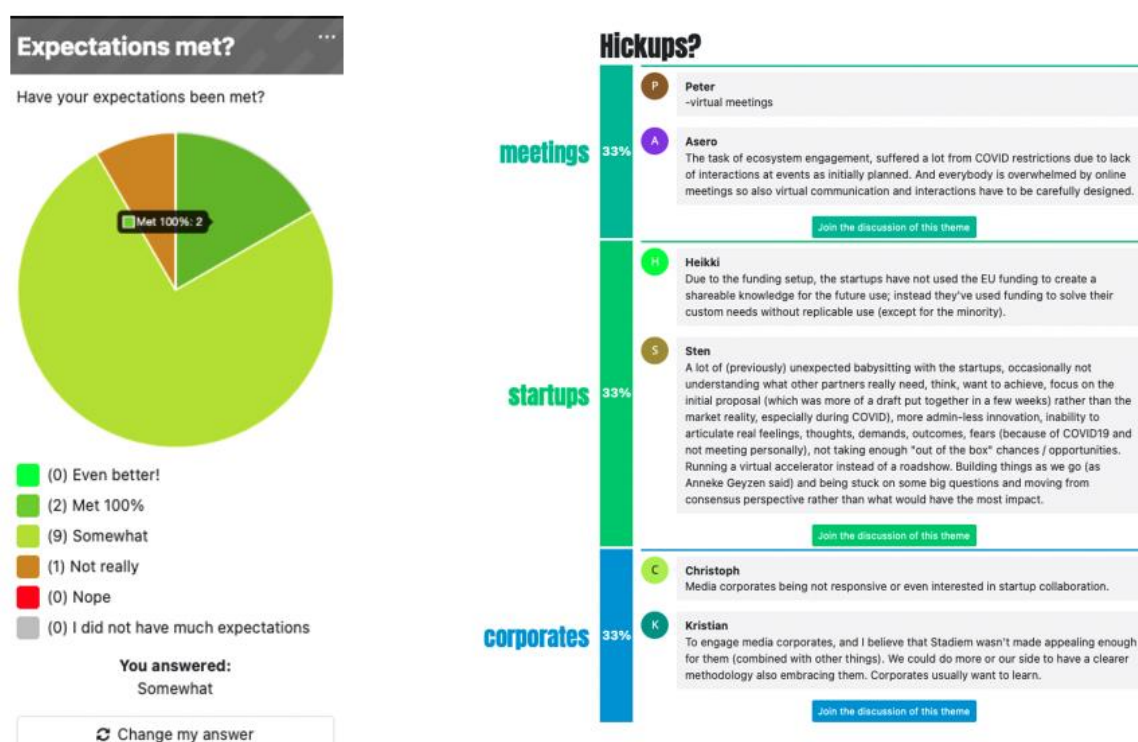 Expectations met?
...
Have your expectations been met?
Met 100%: 2
(0) Even better!
(2) Met 100%
(9) Somewhat
(1) Not really
(0) Nope
(0) I did not have much expectations
You answered:
Somewhat
Change my answer
Hickups?
meetings
33%
P
Peter
-virtual meetings
A
Asero
The task of ecosystem engagement, suffered a lot from COVID restrictions due to lack
of interactions at events as initially planned. And everybody is overwhelmed by online
meetings so also virtual communication and interactions have to be carefully designed.
Join the discussion of this theme
startups
33%
H
Heikki
Due to the funding setup, the startups have not used the EU funding to create a
shareable knowledge for the future use; instead they've used funding to solve their
custom needs without replicable use (except for the minority).
S
Sten
A lot of (previously) unexpected babysitting with the startups, occasionally not
understanding what other partners really need, think, want to achieve, focus on the
initial proposal (which was more of a draft put together in a few weeks) rather than the
market reality, especially during COVID), more admin-less innovation, inability to
articulate real feelings, thoughts, demands, outcomes, fears (because of COVID19 and
not meeting personally), not taking enough "out of the box" chances / opportunities.
Running a virtual accelerator instead of a roadshow. Building things as we go (as
Anneke Geyzen said) and being stuck on some big questions and moving from
consensus perspective rather than what would have the most impact.
Join the discussion of this theme
corporates
33%
C
Christoph
Media corporates being not responsive or even interested in startup collaboration.
K
Kristian
To engage media corporates, and I believe that Stadiem wasn't made appealing enough
for them (combined with other things). We could do more or our side to have a clearer
methodology also embracing them. Corporates usually want to learn.
Join the discussion of this theme